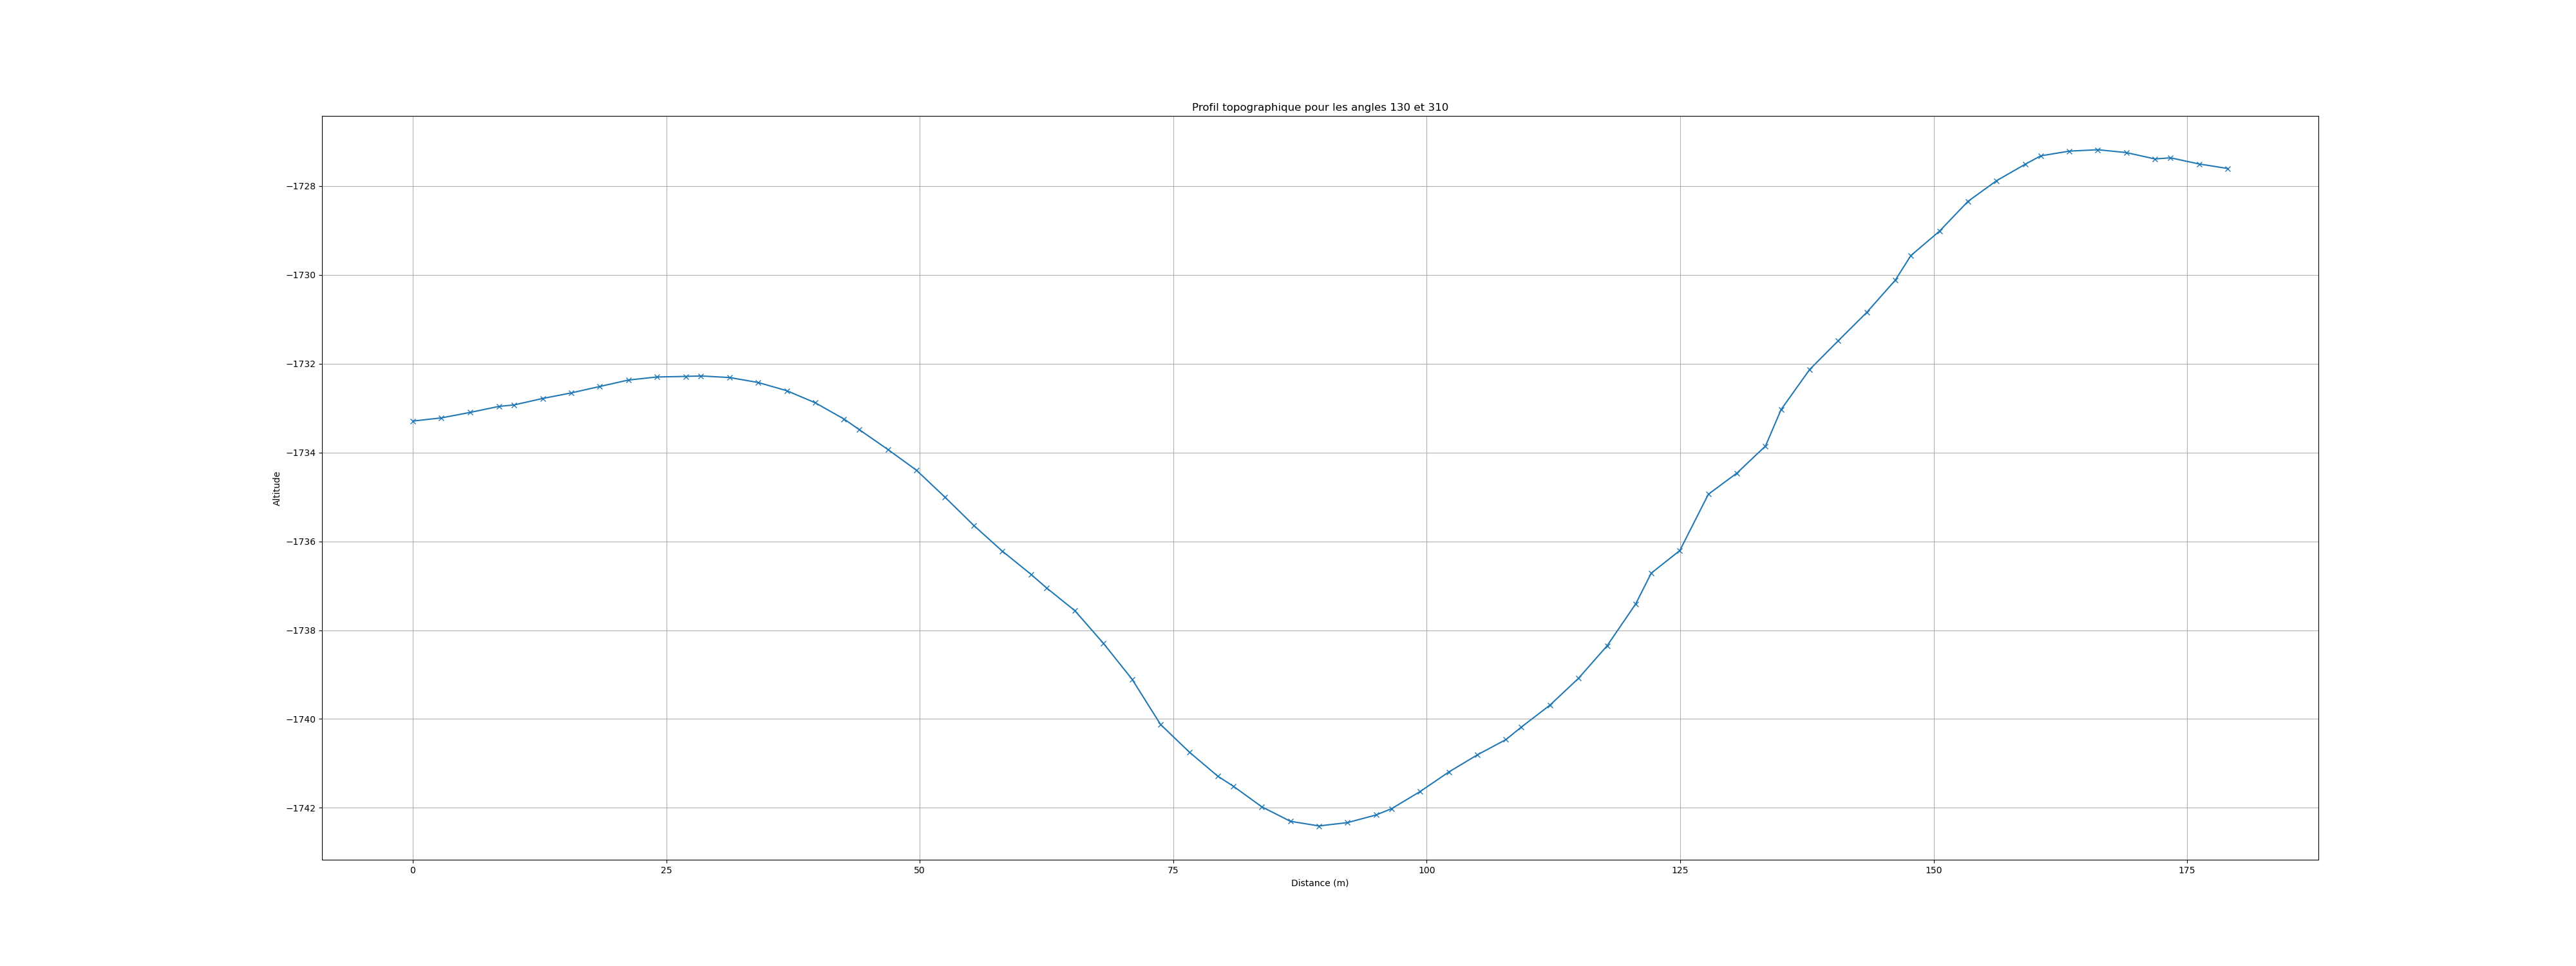 Profil topographique pour les angles 130 et 310
−1728
−1730
−1732
−1734
−1736
−1738
−1740
−1742
Altitude
0 25 50 75 100 125 150 175
Distance (m)